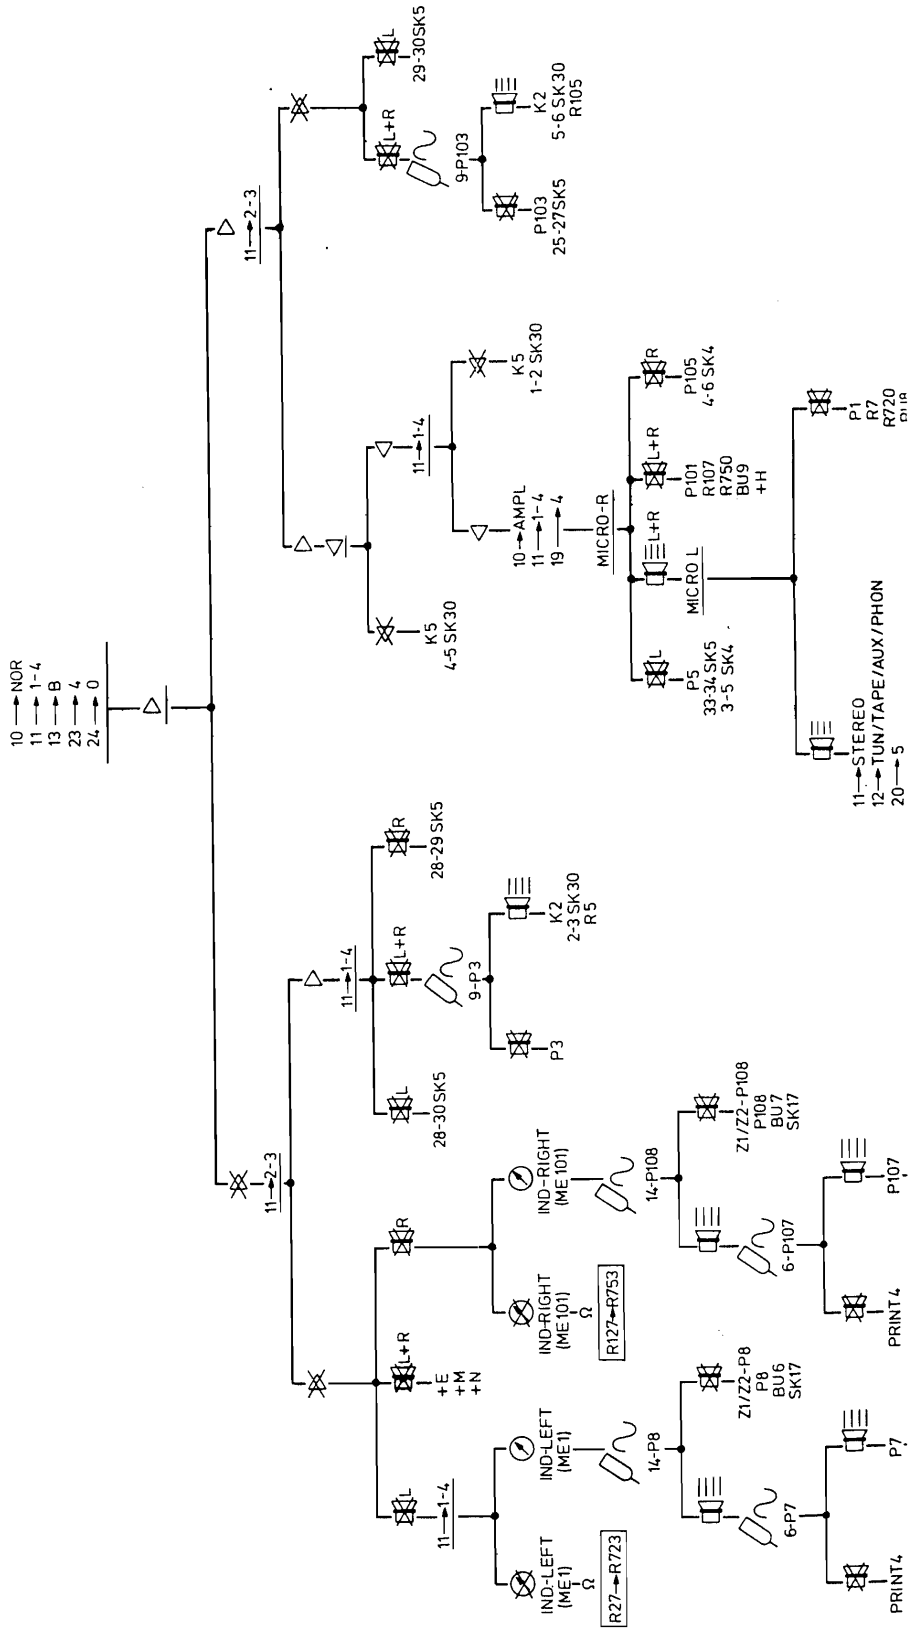 10→NOR
11→1-4
13→B
23→4
24→0
11→2-3
11→2-3
L
29-30SK5
L+R
9-P103
P103
25-27SK5
K2
5-6 SK30
R105
K5
4-5 SK30
11→1-4
K5
1-2 SK30
10→AMPL
11→1-4
19→4
MICRO-R
L
P5
33-34 SK5
3-5 SK4
L+R
MICRO L
L+R
P101
R107
R750
BU9
+H
R
P105
4-6 SK4
11→STEREO
12→TUN/TAPE/AUX/PHON
20→5
P1
R7
R720
11→1-4
L
28-30SK5
L+R
9-P3
R
28-29 SK5
P3
K2
2-3 SK30
R5
L
11→1-4
L+R
+E
+M
+N
R
IND-LEFT
(ME1)
Ω
R27→R723
IND-LEFT
(ME1)
14-P8
Z1/Z2-P8
P8
BU6
SK17
6-P7
PRINT4
P7
IND-RIGHT
(ME101)
Ω
R127→R753
IND-RIGHT
(ME101)
14-P108
Z1/Z2-P108
P108
BU7
SK17
6-P107
PRINT4
P107